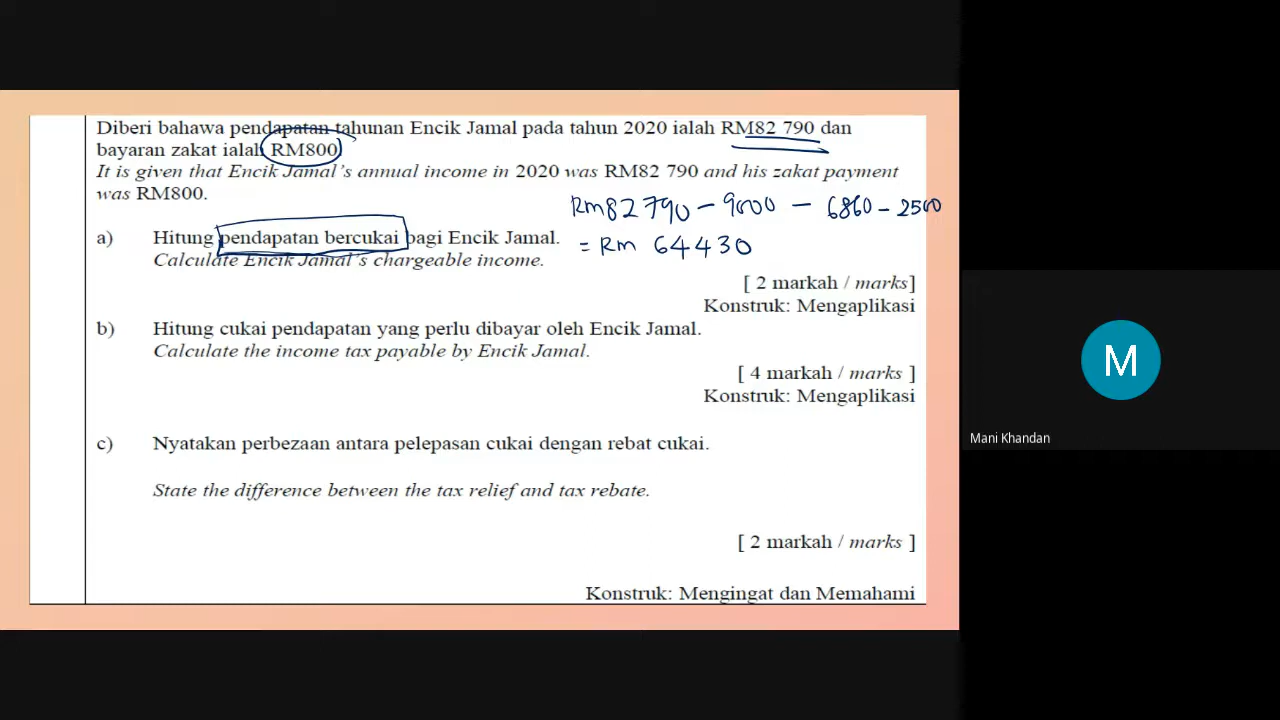 Diberi bahawa pendapatan tahunan Encik Jamal pada tahun 2020 ialah RM82 790 dan
bayaran zakat ialah RM800.
It is given that Encik Jamal's annual income in 2020 was RM82 790 and his zakat payment
was RM800.
RM82 790 - 9000 - 6860 - 2500
a) Hitung pendapatan bercukai bagi Encik Jamal.
= RM 64430
Calculate Encik Jamal's chargeable income.
[ 2 markah / marks]
Konstruk: Mengaplikasi
b) Hitung cukai pendapatan yang perlu dibayar oleh Encik Jamal.
Calculate the income tax payable by Encik Jamal.
[ 4 markah / marks ]
Konstruk: Mengaplikasi
c) Nyatakan perbezaan antara pelepasan cukai dengan rebat cukai.
State the difference between the tax relief and tax rebate.
[ 2 markah / marks ]
Konstruk: Mengingat dan Memahami
M
Mani Khandan